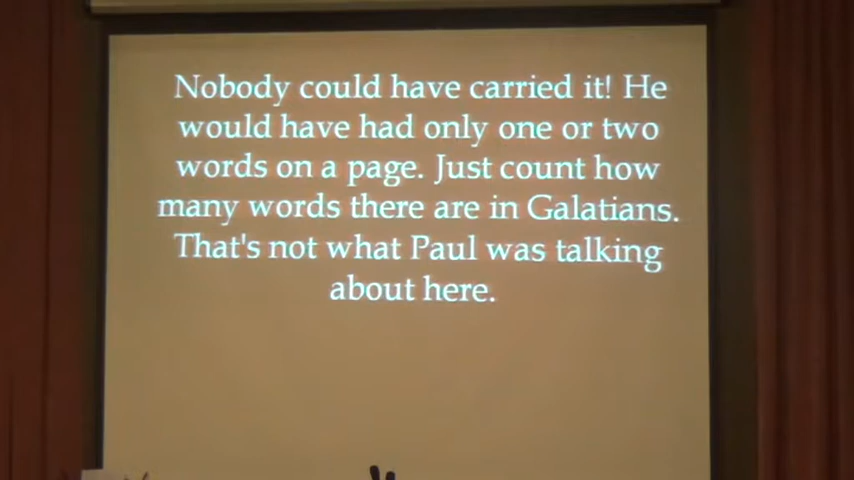 Nobody could have carried it! He
would have had only one or two
words on a page. Just count how
many words there are in Galatians.
That's not what Paul was talking
about here.